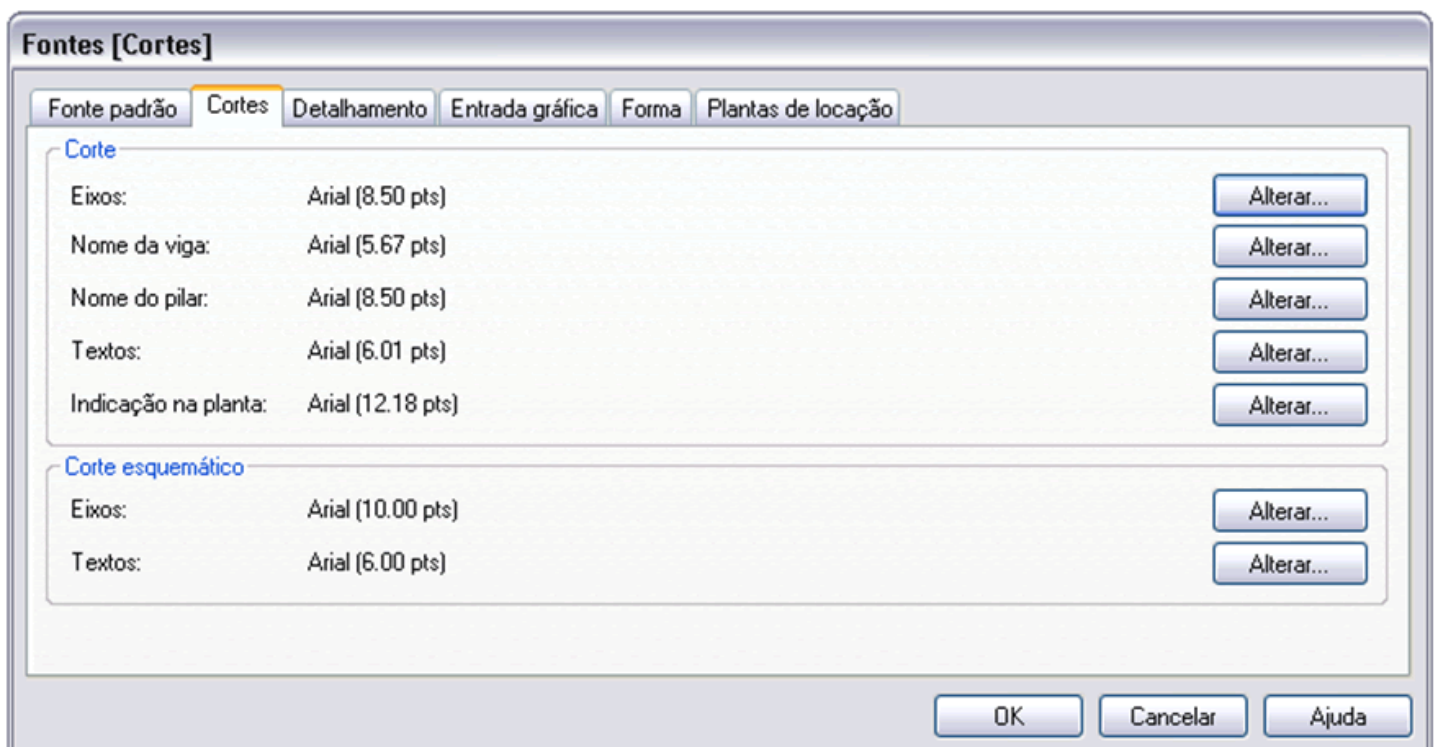 Fontes [Cortes]
Fonte padrão Cortes Detalhamento Entrada gráfica Forma Plantas de locação
Corte
Eixos: Arial (8.50 pts) Alterar...
Nome da viga: Arial (5.67 pts) Alterar...
Nome do pilar: Arial (8.50 pts) Alterar...
Textos: Arial (6.01 pts) Alterar...
Indicação na planta: Arial (12.18 pts) Alterar...
Corte esquemático
Eixos: Arial (10.00 pts) Alterar...
Textos: Arial (6.00 pts) Alterar...
OK Cancelar Ajuda